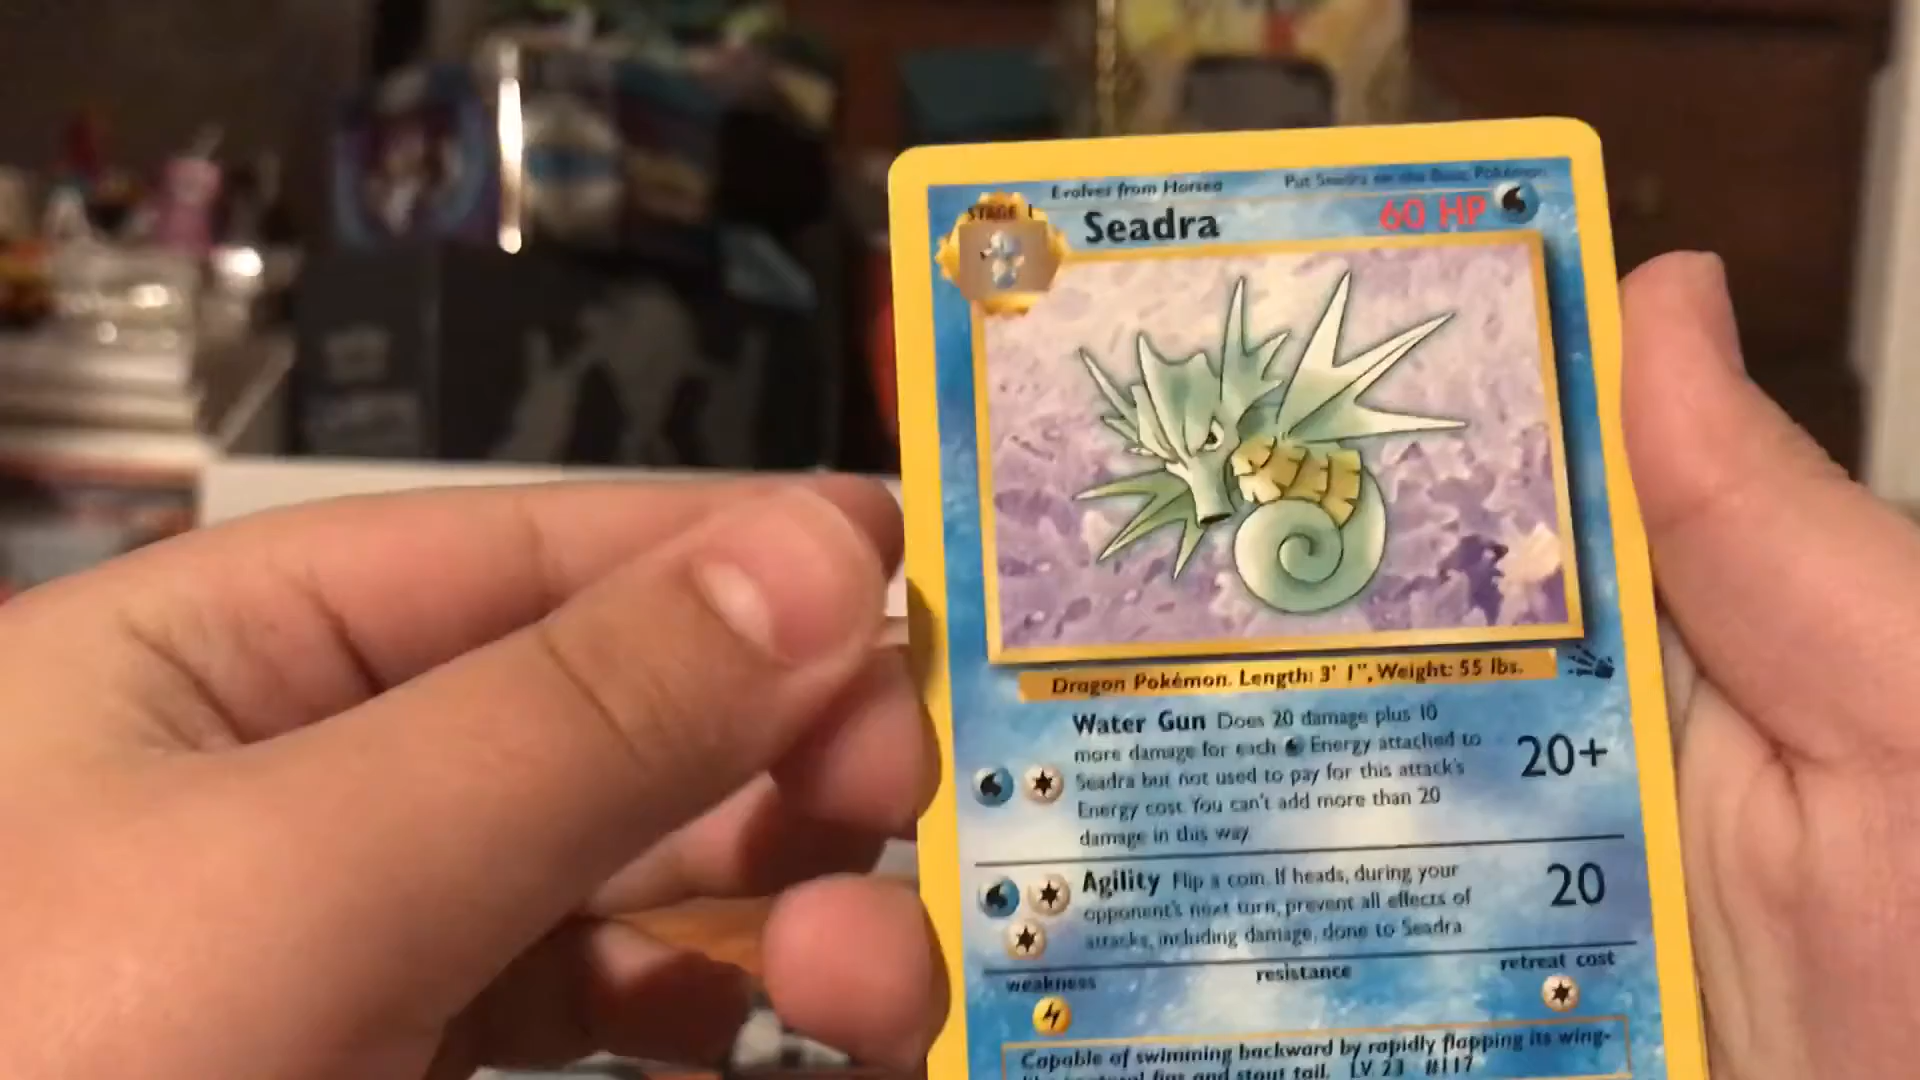 Evolves from Horsea
Put Seadra on the Basic Pokémon
STAGE 1
Seadra
60 HP
Dragon Pokémon. Length: 3' 1", Weight: 55 lbs.
Water Gun Does 20 damage plus 10
more damage for each Energy attached to
Seadra but not used to pay for this attack's
Energy cost. You can't add more than 20
damage in this way.
20+
Agility Flip a coin. If heads, during your
opponent's next turn, prevent all effects of
attacks, including damage, done to Seadra.
20
weakness
resistance
retreat cost
Capable of swimming backward by rapidly flapping its wing-
fins and stout tail. LV. 23 #117